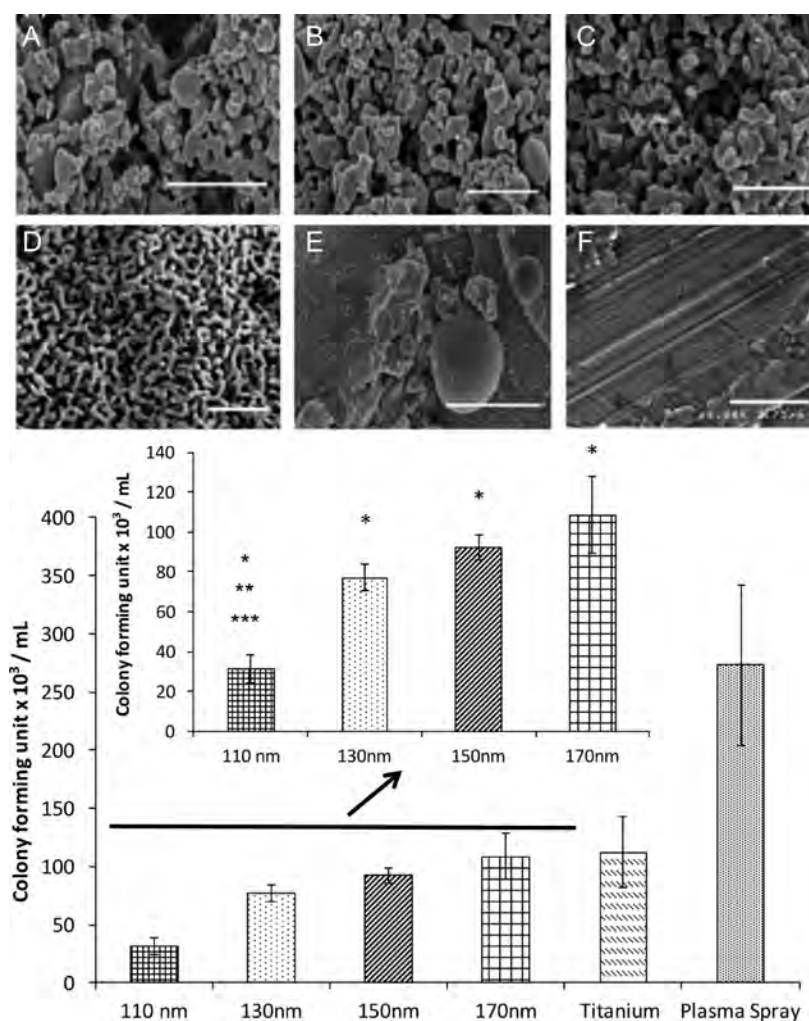 A
B
C
D
E
F
Colony forming unit x 10³ / mL
140
120
100
80
60
40
20
0
*
**
***
*
*
*
110 nm
130nm
150nm
170nm
Colony forming unit x 10³ / mL
400
350
300
250
200
150
100
50
0
110 nm
130nm
150nm
170nm
Titanium
Plasma Spray